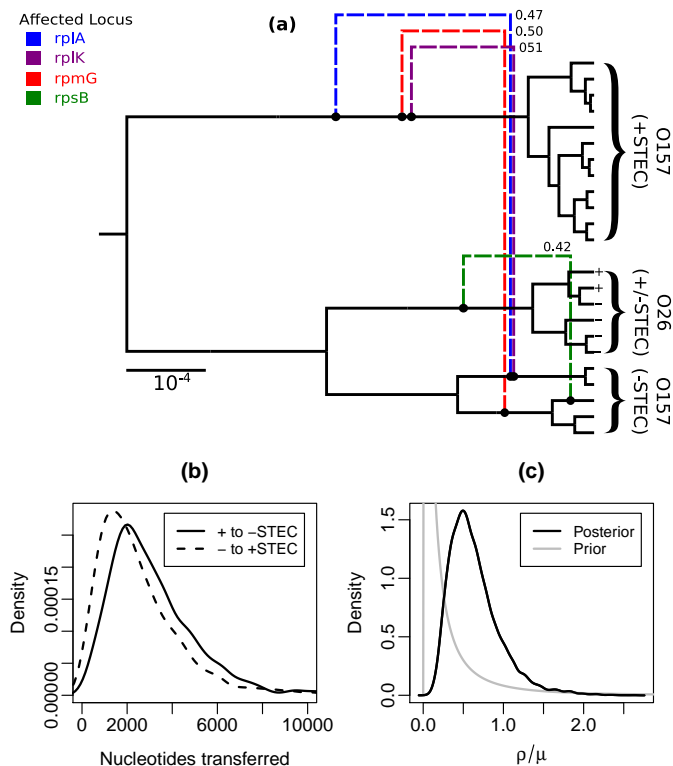 Affected Locus
rplA
rplK
rpmG
rpsB
(a)
0.47
0.50
051
0.42
O157
(+STEC)
+
+
−
−
−
−
O26
(+/-STEC)
O157
(-STEC)
10-4
(b)
+ to −STEC
− to +STEC
Density
0.00000
0.00015
0
2000
6000
10000
Nucleotides transferred
(c)
Posterior
Prior
Density
0.0
0.5
1.0
1.5
0.0
1.0
2.0
ρ/μ